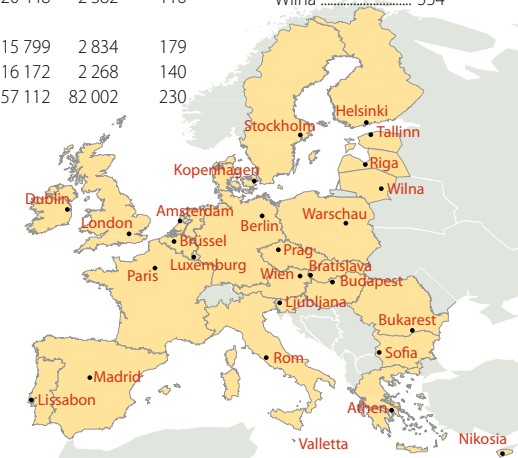 15 799 2 834 179
16 172 2 268 140
57 112 82 002 230
Helsinki
Stockholm
Tallinn
Riga
Kopenhagen
Wilna
Dublin
Amsterdam
Warschau
London
Berlin
Brüssel
Prag
Luxemburg
Bratislava
Wien
Paris
Budapest
Ljubljana
Bukarest
Sofia
Rom
Madrid
Lissabon
Athen
Valletta
Nikosia